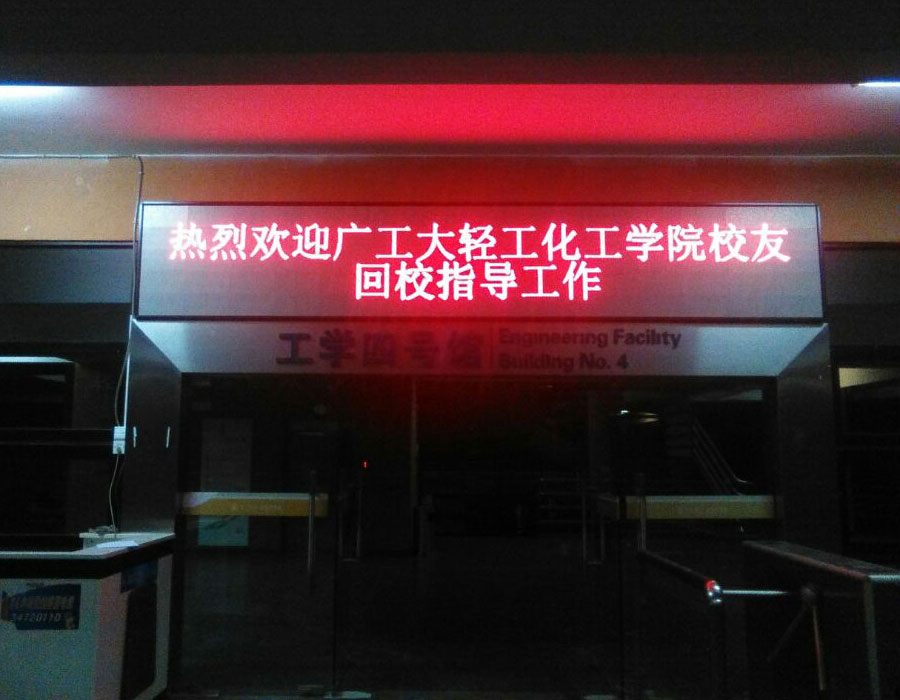 热烈欢迎广工大轻工化工学院校友
回校指导工作
工学四号馆
Engineering Facility
Building No. 4